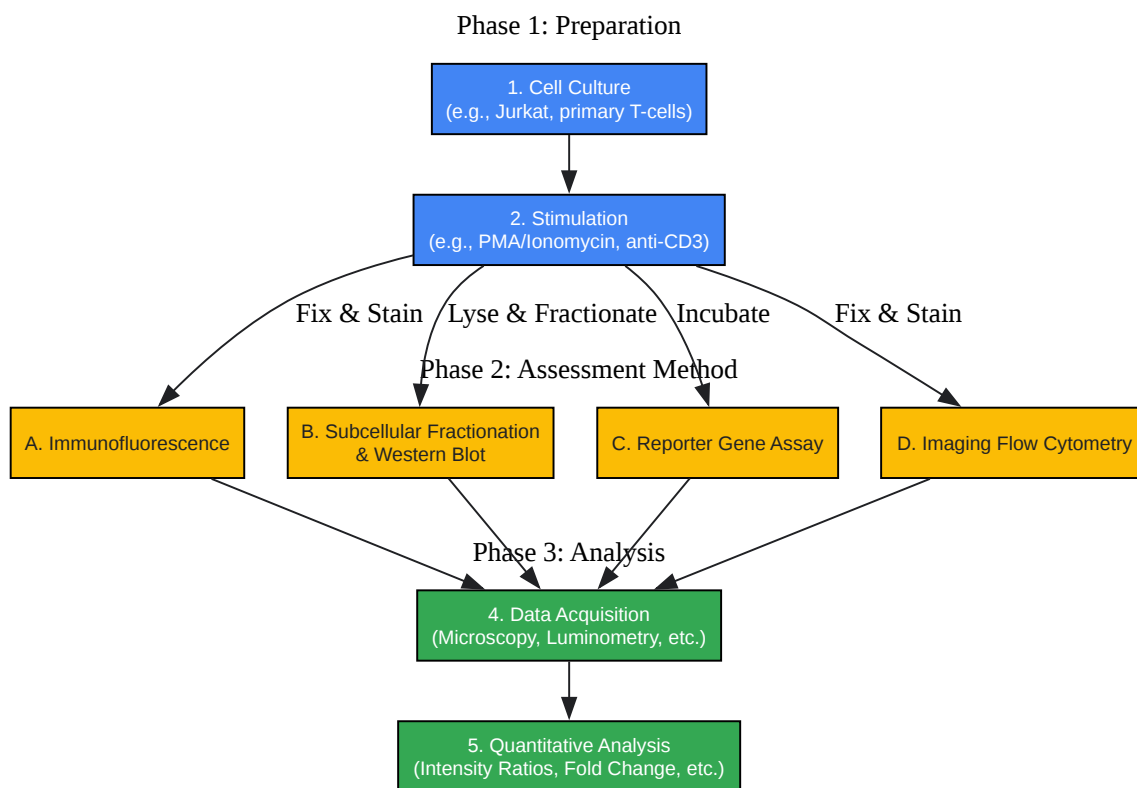 Phase 1: Preparation
1. Cell Culture
(e.g., Jurkat, primary T-cells)
2. Stimulation
(e.g., PMA/Ionomycin, anti-CD3)
Fix & Stain
Lyse & Fractionate
Incubate
Fix & Stain
Phase 2: Assessment Method
A. Immunofluorescence
B. Subcellular Fractionation
& Western Blot
C. Reporter Gene Assay
D. Imaging Flow Cytometry
Phase 3: Analysis
4. Data Acquisition
(Microscopy, Luminometry, etc.)
5. Quantitative Analysis
(Intensity Ratios, Fold Change, etc.)